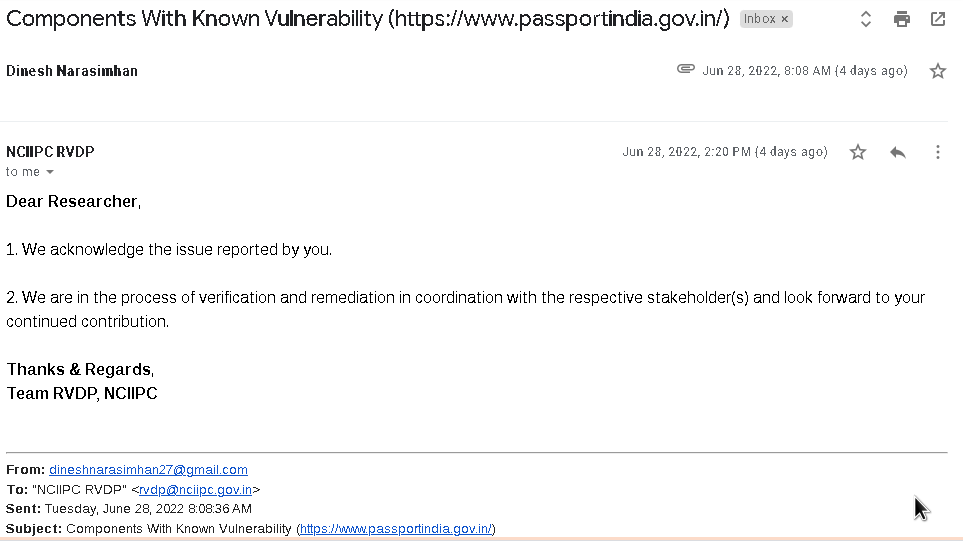 Components With Known Vulnerability (https://www.passportindia.gov.in/) Inbox ×
Dinesh Narasimhan Jun 28, 2022, 8:08 AM (4 days ago)
NCIIPC RVDP Jun 28, 2022, 2:20 PM (4 days ago)
to me
Dear Researcher,
1. We acknowledge the issue reported by you.
2. We are in the process of verification and remediation in coordination with the respective stakeholder(s) and look forward to your
continued contribution.
Thanks & Regards,
Team RVDP, NCIIPC
From: dineshnarasimhan27@gmail.com
To: "NCIIPC RVDP" <rvdp@nciipc.gov.in>
Sent: Tuesday, June 28, 2022 8:08:36 AM
Subject: Components With Known Vulnerability (https://www.passportindia.gov.in/)